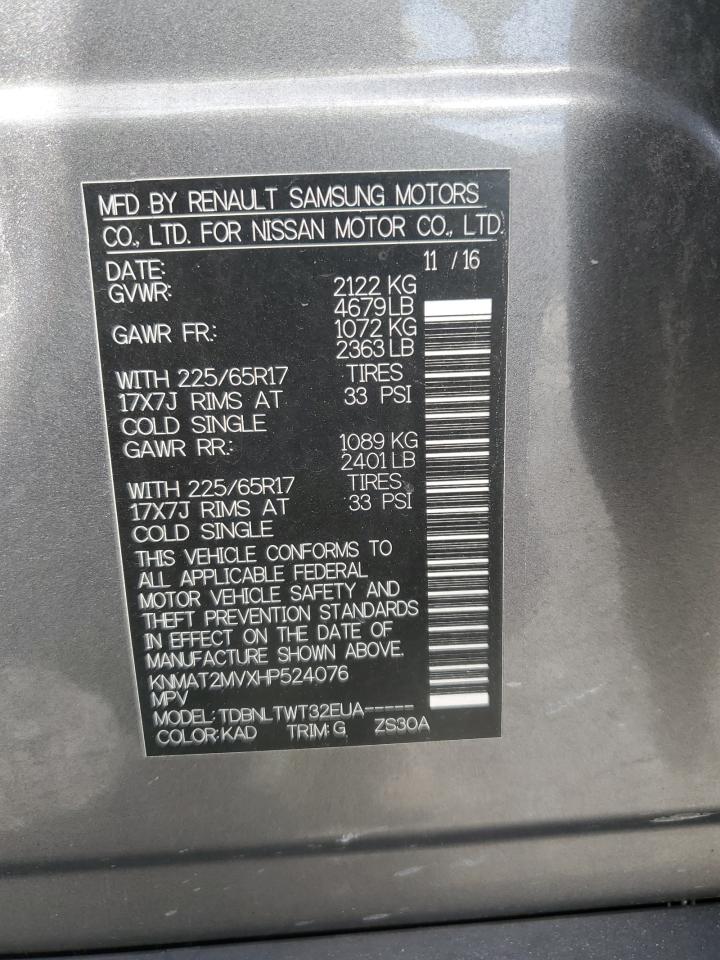 MFD BY RENAULT SAMSUNG MOTORS
CO., LTD. FOR NISSAN MOTOR CO., LTD.
DATE: 11 / 16
GVWR: 2122 KG
4679 LB
GAWR FR.: 1072 KG
2363 LB
WITH 225/65R17 TIRES
17X7J RIMS AT 33 PSI
COLD SINGLE
GAWR RR.: 1089 KG
2401 LB
WITH 225/65R17 TIRES
17X7J RIMS AT 33 PSI
COLD SINGLE
THIS VEHICLE CONFORMS TO
ALL APPLICABLE FEDERAL
MOTOR VEHICLE SAFETY AND
THEFT PREVENTION STANDARDS
IN EFFECT ON THE DATE OF
MANUFACTURE SHOWN ABOVE.
KNMAT2MVXHP524076
MPV
MODEL: TDBNLTWT32EUA-----
COLOR:KAD TRIM:G ZS30A